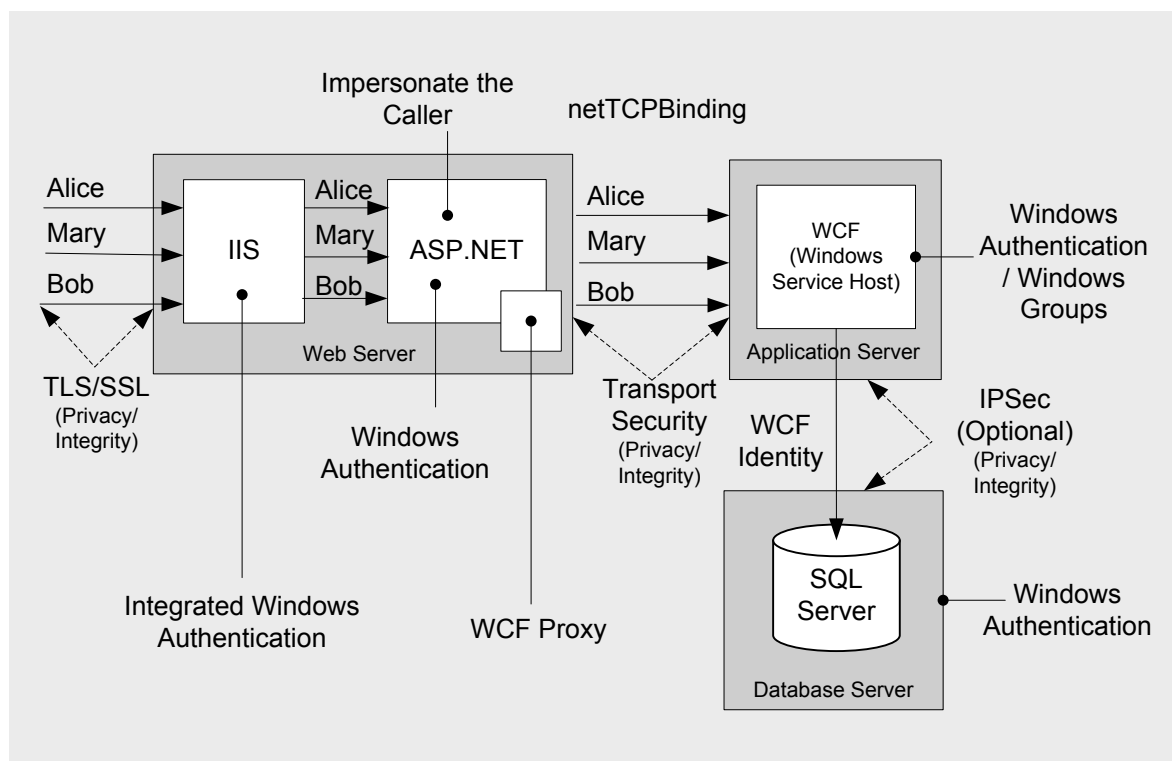 Impersonate the
Caller
netTCPBinding
Alice
Mary
Bob
IIS
Alice
Mary
Bob
ASP.NET
Web Server
Alice
Mary
Bob
WCF
(Windows
Service Host)
Application Server
Windows
Authentication
/ Windows
Groups
TLS/SSL
(Privacy/
Integrity)
Windows
Authentication
Transport
Security
(Privacy/
Integrity)
WCF
Identity
IPSec
(Optional)
(Privacy/
Integrity)
Integrated Windows
Authentication
WCF Proxy
SQL
Server
Database Server
Windows
Authentication